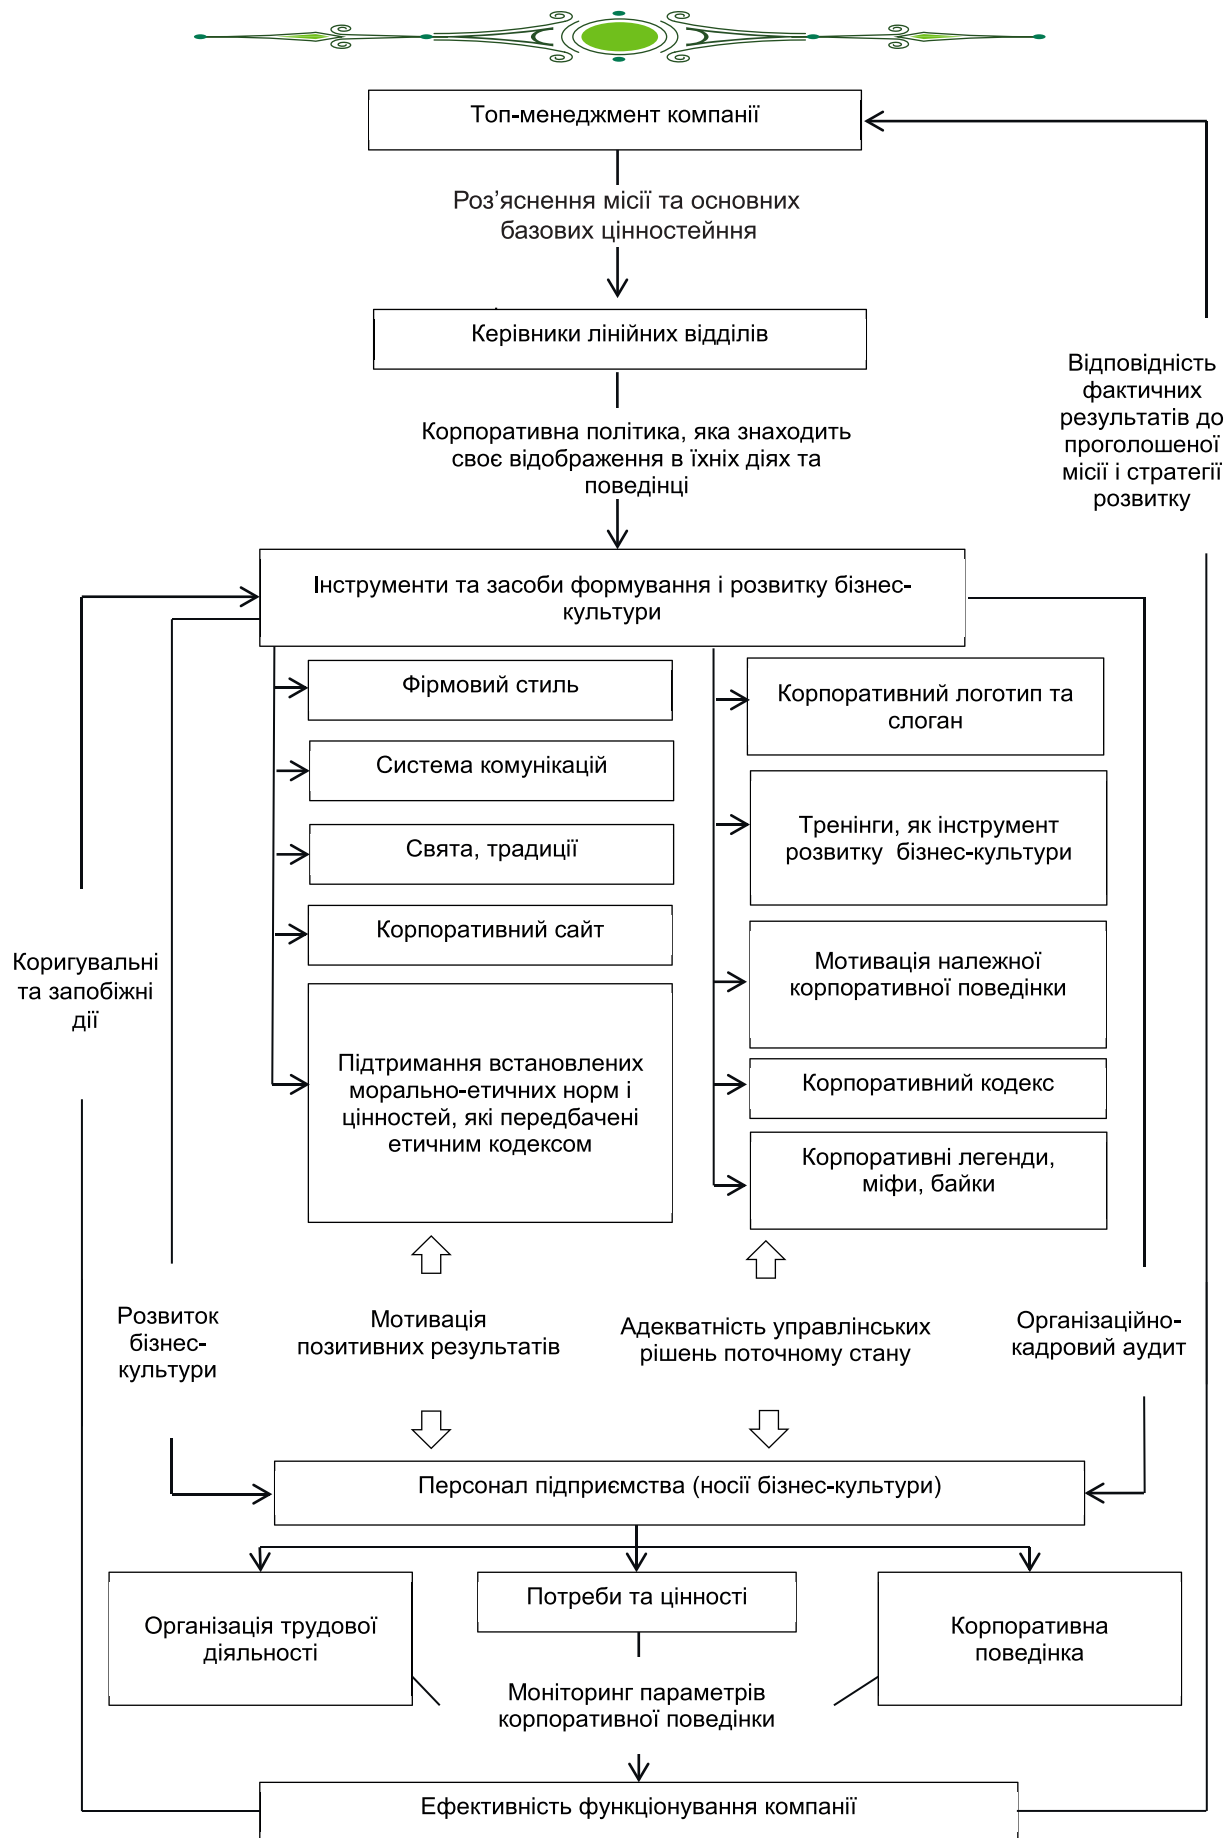 Топ-менеджмент компанії
Роз’яснення місії та основних
базових цінностейння
Керівники лінійних відділів
Відповідність
фактичних
результатів до
проголошеної
місії і стратегії
розвитку
Корпоративна політика, яка знаходить
своє відображення в їхніх діях та
поведінці
Інструменти та засоби формування і розвитку бізнес-
культури
Фірмовий стиль
Система комунікацій
Свята, традиції
Корпоративний сайт
Підтримання встановлених
морально-етичних норм і
цінностей, які передбачені
етичним кодексом
Корпоративний логотип та
слоган
Тренінги, як інструмент
розвитку бізнес-культури
Мотивація належної
корпоративної поведінки
Корпоративний кодекс
Корпоративні легенди,
міфи, байки
Коригувальні
та запобіжні
дії
Розвиток
бізнес-
культури
Мотивація
позитивних результатів
Адекватність управлінських
рішень поточному стану
Організаційно-
кадровий аудит
Персонал підприємства (носії бізнес-культури)
Організація трудової
діяльності
Потреби та цінності
Корпоративна
поведінка
Моніторинг параметрів
корпоративної поведінки
Ефективність функціонування компанії